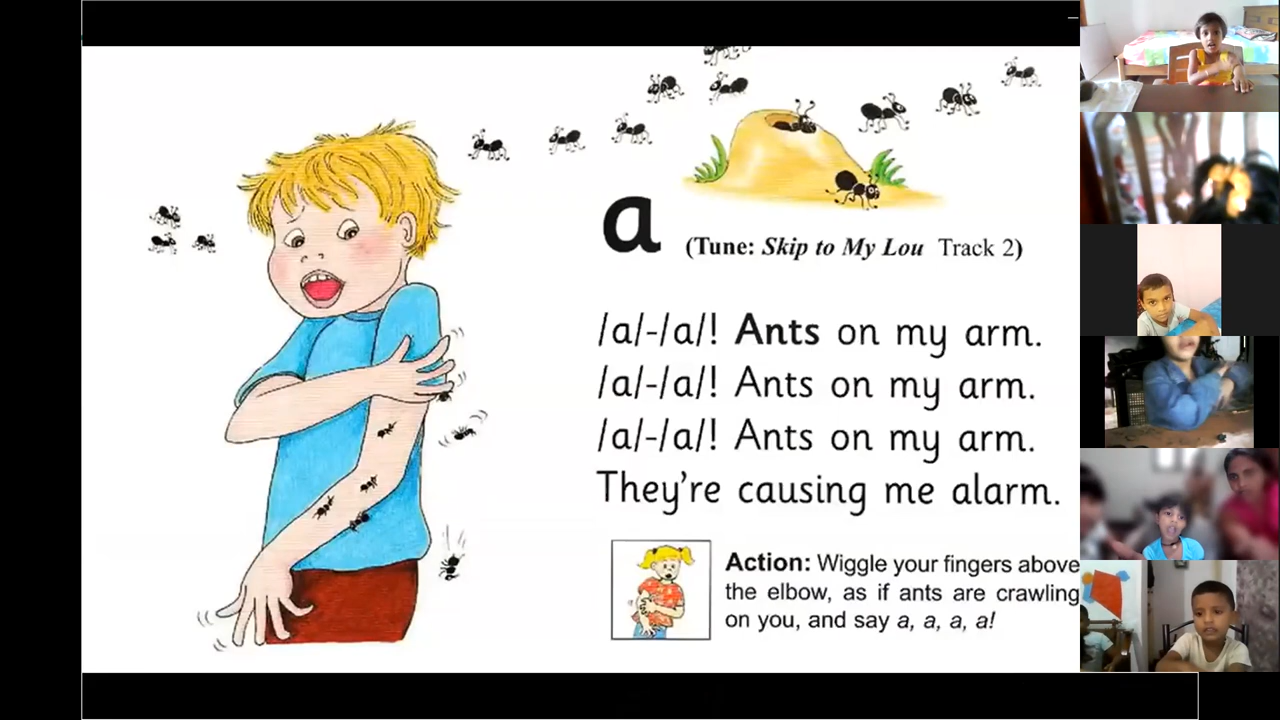 a
(Tune: Skip to My Lou Track 2)
/a/-/a/! Ants on my arm.
/a/-/a/! Ants on my arm.
/a/-/a/! Ants on my arm.
They're causing me alarm.
Action: Wiggle your fingers above
the elbow, as if ants are crawling
on you, and say a, a, a, a!